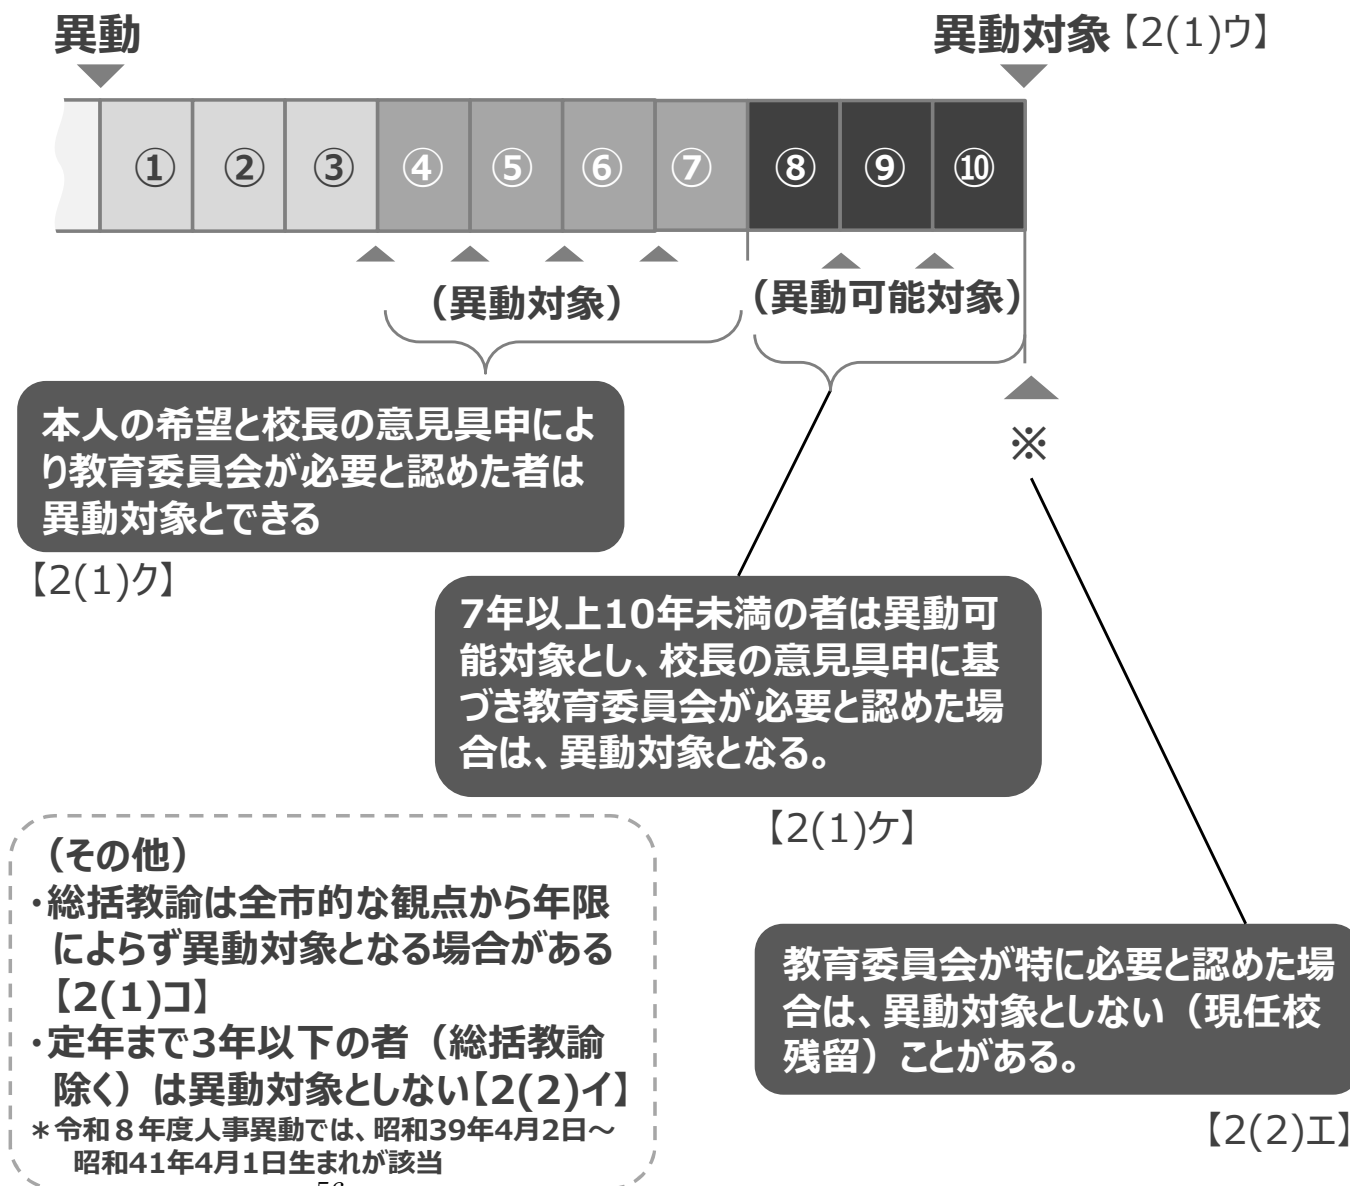 異動
異動対象【2(1)ウ】
① ② ③ ④ ⑤ ⑥ ⑦ ⑧ ⑨ ⑩
（異動対象）
（異動可能対象）
本人の希望と校長の意見具申によ
り教育委員会が必要と認めた者は
異動対象とできる
【2(1)ク】
※
7年以上10年未満の者は異動可
能対象とし、校長の意見具申に基
づき教育委員会が必要と認めた場
合は、異動対象となる。
【2(1)ケ】
（その他）
・総括教諭は全市的な観点から年限
によらず異動対象となる場合がある
【2(1)コ】
・定年まで3年以下の者（総括教諭
除く）は異動対象としない【2(2)イ】
＊令和８年度人事異動では、昭和39年4月2日～
昭和41年4月1日生まれが該当
教育委員会が特に必要と認めた場
合は、異動対象としない（現任校
残留）ことがある。
【2(2)エ】